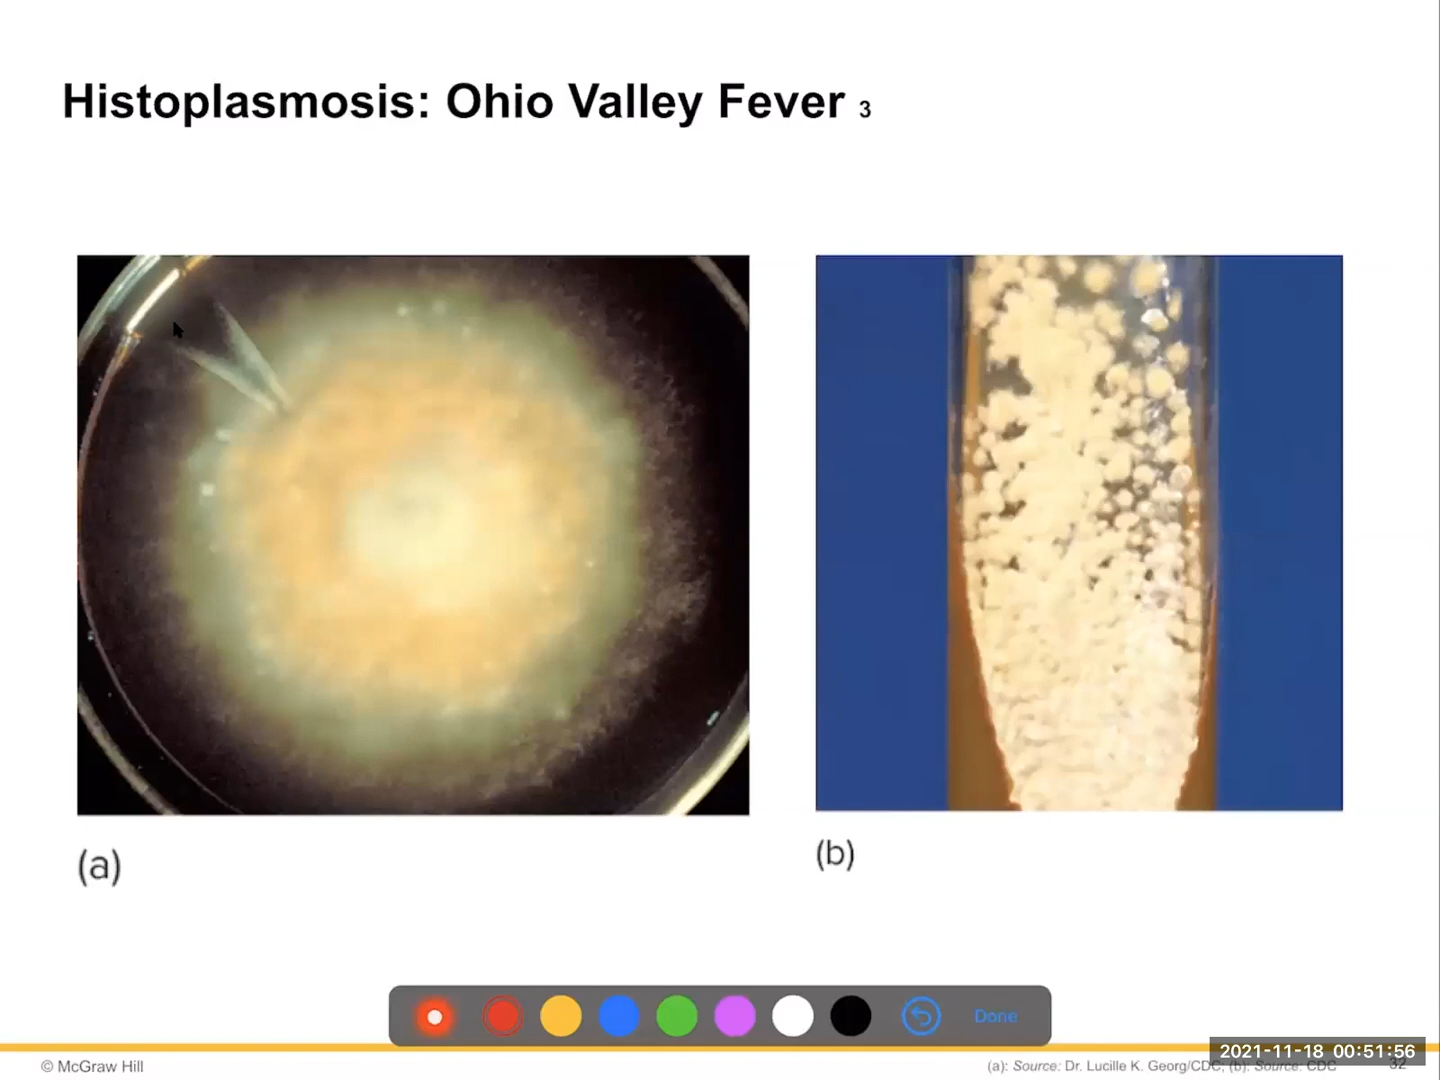 Histoplasmosis: Ohio Valley Fever 3
(a)
(b)
Done
2021-11-18 00:51:56
© McGraw Hill
(a): Source: Dr. Lucille K. Georg/CDC; (b): Source: CDC
32